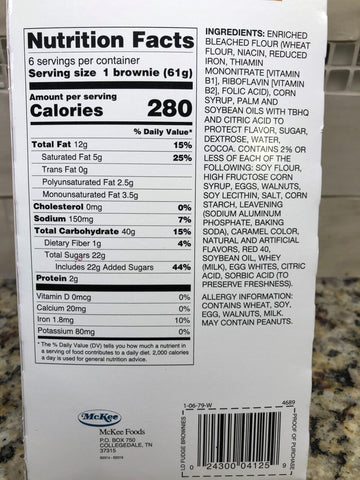 Nutrition Facts
6 servings per container
Serving size 1 brownie (61g)
Amount per serving
Calories 280
% Daily Value*
Total Fat 12g 15%
Saturated Fat 5g 25%
Trans Fat 0g
Polyunsaturated Fat 2.5g
Monounsaturated Fat 3.5g
Cholesterol 0mg 0%
Sodium 150mg 7%
Total Carbohydrate 40g 15%
Dietary Fiber 1g 4%
Total Sugars 22g
Includes 22g Added Sugars 44%
Protein 2g
Vitamin D 0mcg 0%
Calcium 20mg 0%
Iron 1.8mg 10%
Potassium 80mg 0%
* The % Daily Value (DV) tells you how much a nutrient in
a serving of food contributes to a daily diet. 2,000 calories
a day is used for general nutrition advice.
INGREDIENTS: ENRICHED
BLEACHED FLOUR (WHEAT
FLOUR, NIACIN, REDUCED
IRON, THIAMIN
MONONITRATE [VITAMIN
B1], RIBOFLAVIN [VITAMIN
B2], FOLIC ACID), CORN
SYRUP, PALM AND
SOYBEAN OILS WITH TBHQ
AND CITRIC ACID TO
PROTECT FLAVOR, SUGAR,
DEXTROSE, WATER,
COCOA. CONTAINS 2% OR
LESS OF EACH OF THE
FOLLOWING: SOY FLOUR,
HIGH FRUCTOSE CORN
SYRUP, EGGS, WALNUTS,
SOY LECITHIN, SALT, CORN
STARCH, LEAVENING
(SODIUM ALUMINUM
PHOSPHATE, BAKING
SODA), CARAMEL COLOR,
NATURAL AND ARTIFICIAL
FLAVORS, RED 40,
SOYBEAN OIL, WHEY
(MILK), EGG WHITES, CITRIC
ACID, SORBIC ACID (TO
PRESERVE FRESHNESS).
ALLERGY INFORMATION:
CONTAINS WHEAT, SOY,
EGG, WALNUTS, MILK.
MAY CONTAIN PEANUTS.
McKee
McKee Foods
P.O. BOX 750
COLLEGEDALE, TN
37315
1-06-79-W 4689
LD FUDGE BROWNIES
PROOF OF PURCHASE
0 24300 04125 9